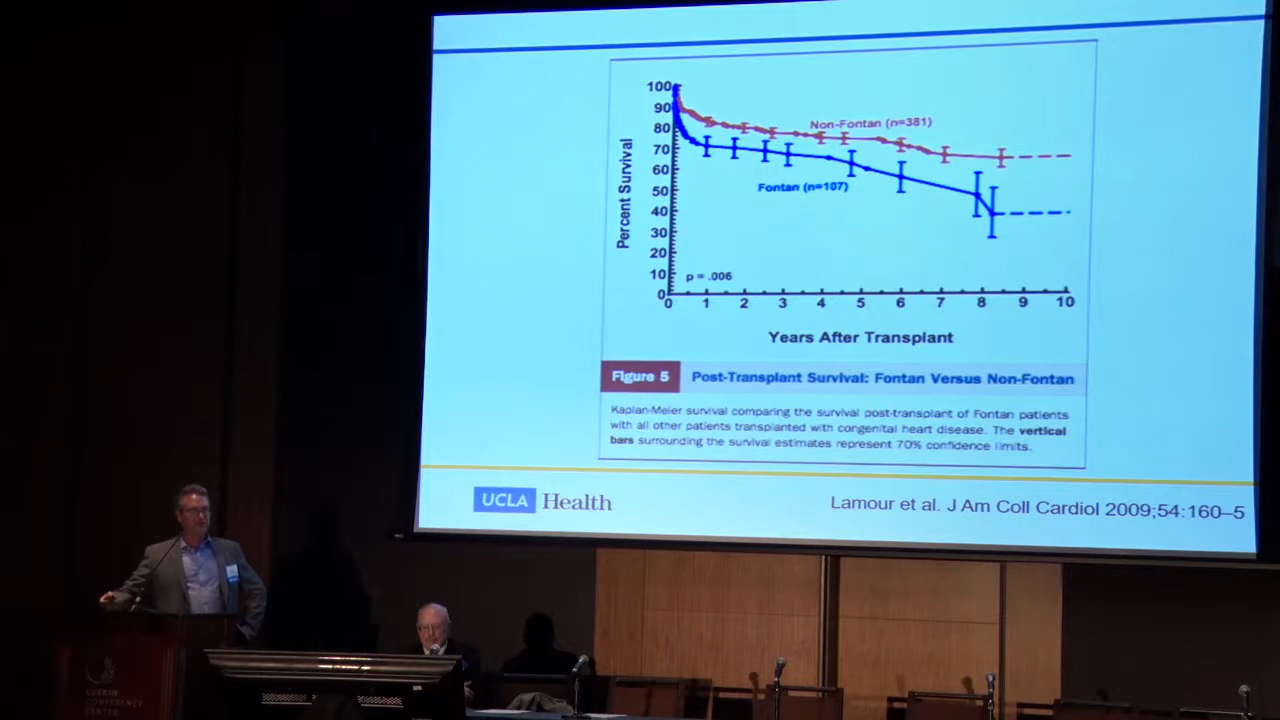 100
90
80
70
60
50
40
30
20
10
0
Percent Survival
Non-Fontan (n=381)
Fontan (n=107)
p = .006
0 1 2 3 4 5 6 7 8 9 10
Years After Transplant
Figure 5 Post-Transplant Survival: Fontan Versus Non-Fontan
Kaplan-Meier survival comparing the survival post-transplant of Fontan patients
with all other patients transplanted with congenital heart disease. The vertical
bars surrounding the survival estimates represent 70% confidence limits.
UCLA Health
Lamour et al. J Am Coll Cardiol 2009;54:160–5
LUSKIN
CONFERENCE
CENTER